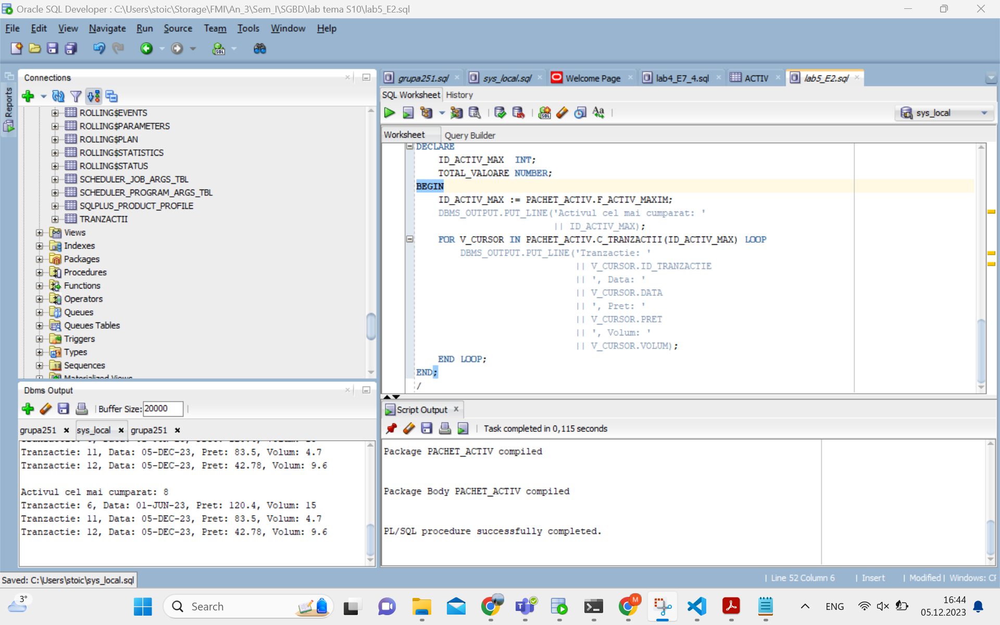 Oracle SQL Developer : C:\Users\stoic\Storage\FMI\An_3\Sem_I\SGBD\lab tema S10\lab5_E2.sql
File Edit View Navigate Run Source Team Tools Window Help
Reports
Connections
ROLLING$EVENTS
ROLLING$PARAMETERS
ROLLING$PLAN
ROLLING$STATISTICS
ROLLING$STATUS
SCHEDULER_JOB_ARGS_TBL
SCHEDULER_PROGRAM_ARGS_TBL
SQLPLUS_PRODUCT_PROFILE
TRANZACTII
Views
Indexes
Packages
Procedures
Functions
Operators
Queues
Queues Tables
Triggers
Types
Sequences
Materialized Views
Dbms Output
Buffer Size: 20000
grupa251 sys_local grupa251
Tranzactie: 11, Data: 05-DEC-23, Pret: 83.5, Volum: 4.7
Tranzactie: 12, Data: 05-DEC-23, Pret: 42.78, Volum: 9.6
Activul cel mai cumparat: 8
Tranzactie: 6, Data: 01-JUN-23, Pret: 120.4, Volum: 15
Tranzactie: 11, Data: 05-DEC-23, Pret: 83.5, Volum: 4.7
Tranzactie: 12, Data: 05-DEC-23, Pret: 42.78, Volum: 9.6
grupa251.sql sys_local.sql Welcome Page lab4_E7_4.sql ACTIV lab5_E2.sql
SQL Worksheet History
sys_local
Worksheet Query Builder
DECLARE
ID_ACTIV_MAX INT;
TOTAL_VALOARE NUMBER;
BEGIN
ID_ACTIV_MAX := PACHET_ACTIV.F_ACTIV_MAXIM;
DBMS_OUTPUT.PUT_LINE('Activul cel mai cumparat: '
|| ID_ACTIV_MAX);
FOR V_CURSOR IN PACHET_ACTIV.C_TRANZACTII(ID_ACTIV_MAX) LOOP
DBMS_OUTPUT.PUT_LINE('Tranzactie: '
|| V_CURSOR.ID_TRANZACTIE
|| ', Data: '
|| V_CURSOR.DATA
|| ', Pret: '
|| V_CURSOR.PRET
|| ', Volum: '
|| V_CURSOR.VOLUM);
END LOOP;
END;
/
Script Output
Task completed in 0,115 seconds
Package PACHET_ACTIV compiled
Package Body PACHET_ACTIV compiled
PL/SQL procedure successfully completed.
Saved: C:\Users\stoic\sys_local.sql
| Line 52 Column 6 | Insert | Modified | Windows: CF
3°
Search
M
ENG
16:44
05.12.2023